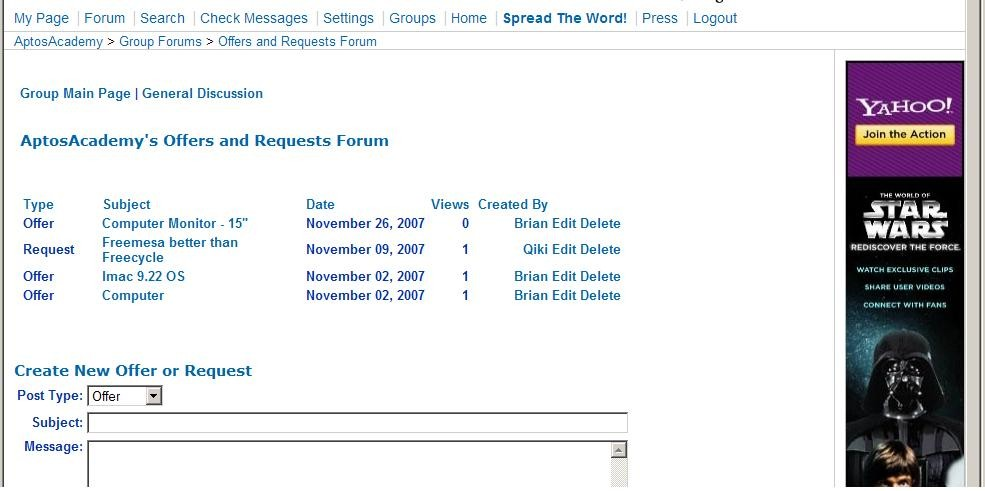 My Page | Forum | Search | Check Messages | Settings | Groups | Home | Spread The Word! | Press | Logout
AptosAcademy > Group Forums > Offers and Requests Forum
Group Main Page | General Discussion
AptosAcademy's Offers and Requests Forum
Type Subject Date Views Created By
Offer Computer Monitor - 15" November 26, 2007 0 Brian Edit Delete
Request Freemesa better than Freecycle November 09, 2007 1 Qiki Edit Delete
Offer Imac 9.22 OS November 02, 2007 1 Brian Edit Delete
Offer Computer November 02, 2007 1 Brian Edit Delete
Create New Offer or Request
Post Type: Offer
Subject:
Message:
YAHOO!
Join the Action
THE WORLD OF
STAR
WARS
REDISCOVER THE FORCE.
WATCH EXCLUSIVE CLIPS
SHARE USER VIDEOS
CONNECT WITH FANS